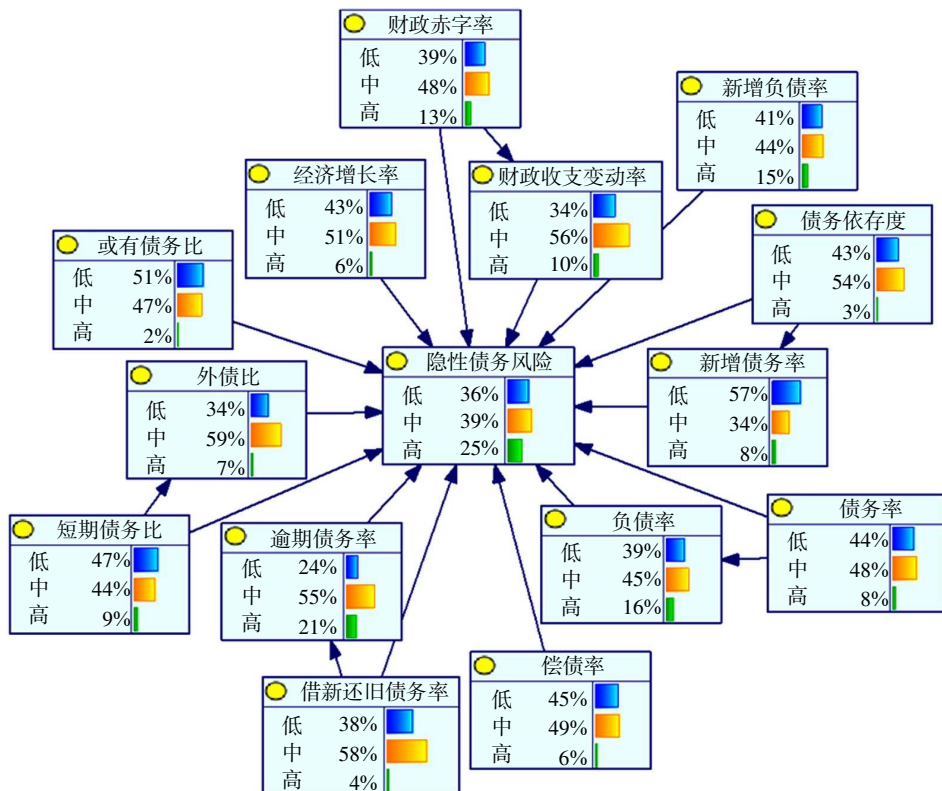 财政赤字率
低 39%
中 48%
高 13%
新增负债率
低 41%
中 44%
高 15%
经济增长率
低 43%
中 51%
高 6%
财政收支变动率
低 34%
中 56%
高 10%
债务依存度
低 43%
中 54%
高 3%
或有债务比
低 51%
中 47%
高 2%
隐性债务风险
低 36%
中 39%
高 25%
新增债务率
低 57%
中 34%
高 8%
外债比
低 34%
中 59%
高 7%
短期债务比
低 47%
中 44%
高 9%
逾期债务率
低 24%
中 55%
高 21%
负债率
低 39%
中 45%
高 16%
债务率
低 44%
中 48%
高 8%
借新还旧债务率
低 38%
中 58%
高 4%
偿债率
低 45%
中 49%
高 6%